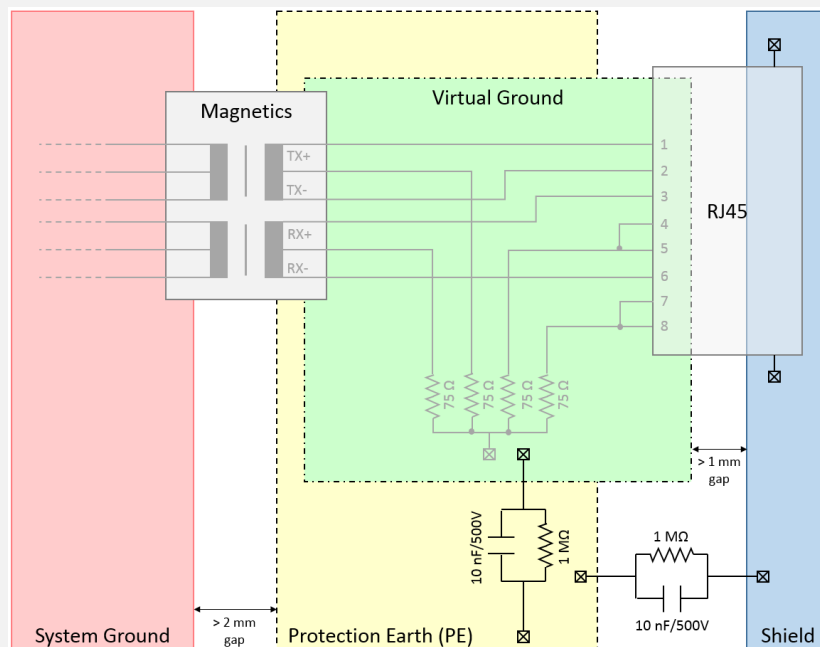 Magnetics
Virtual Ground
TX+
TX-
RX+
RX-
1
2
3
4
5
6
7
8
RJ45
75 Ω
75 Ω
75 Ω
75 Ω
> 1 mm
gap
10 nF/500V
1 MΩ
1 MΩ
10 nF/500V
> 2 mm
gap
System Ground
Protection Earth (PE)
Shield